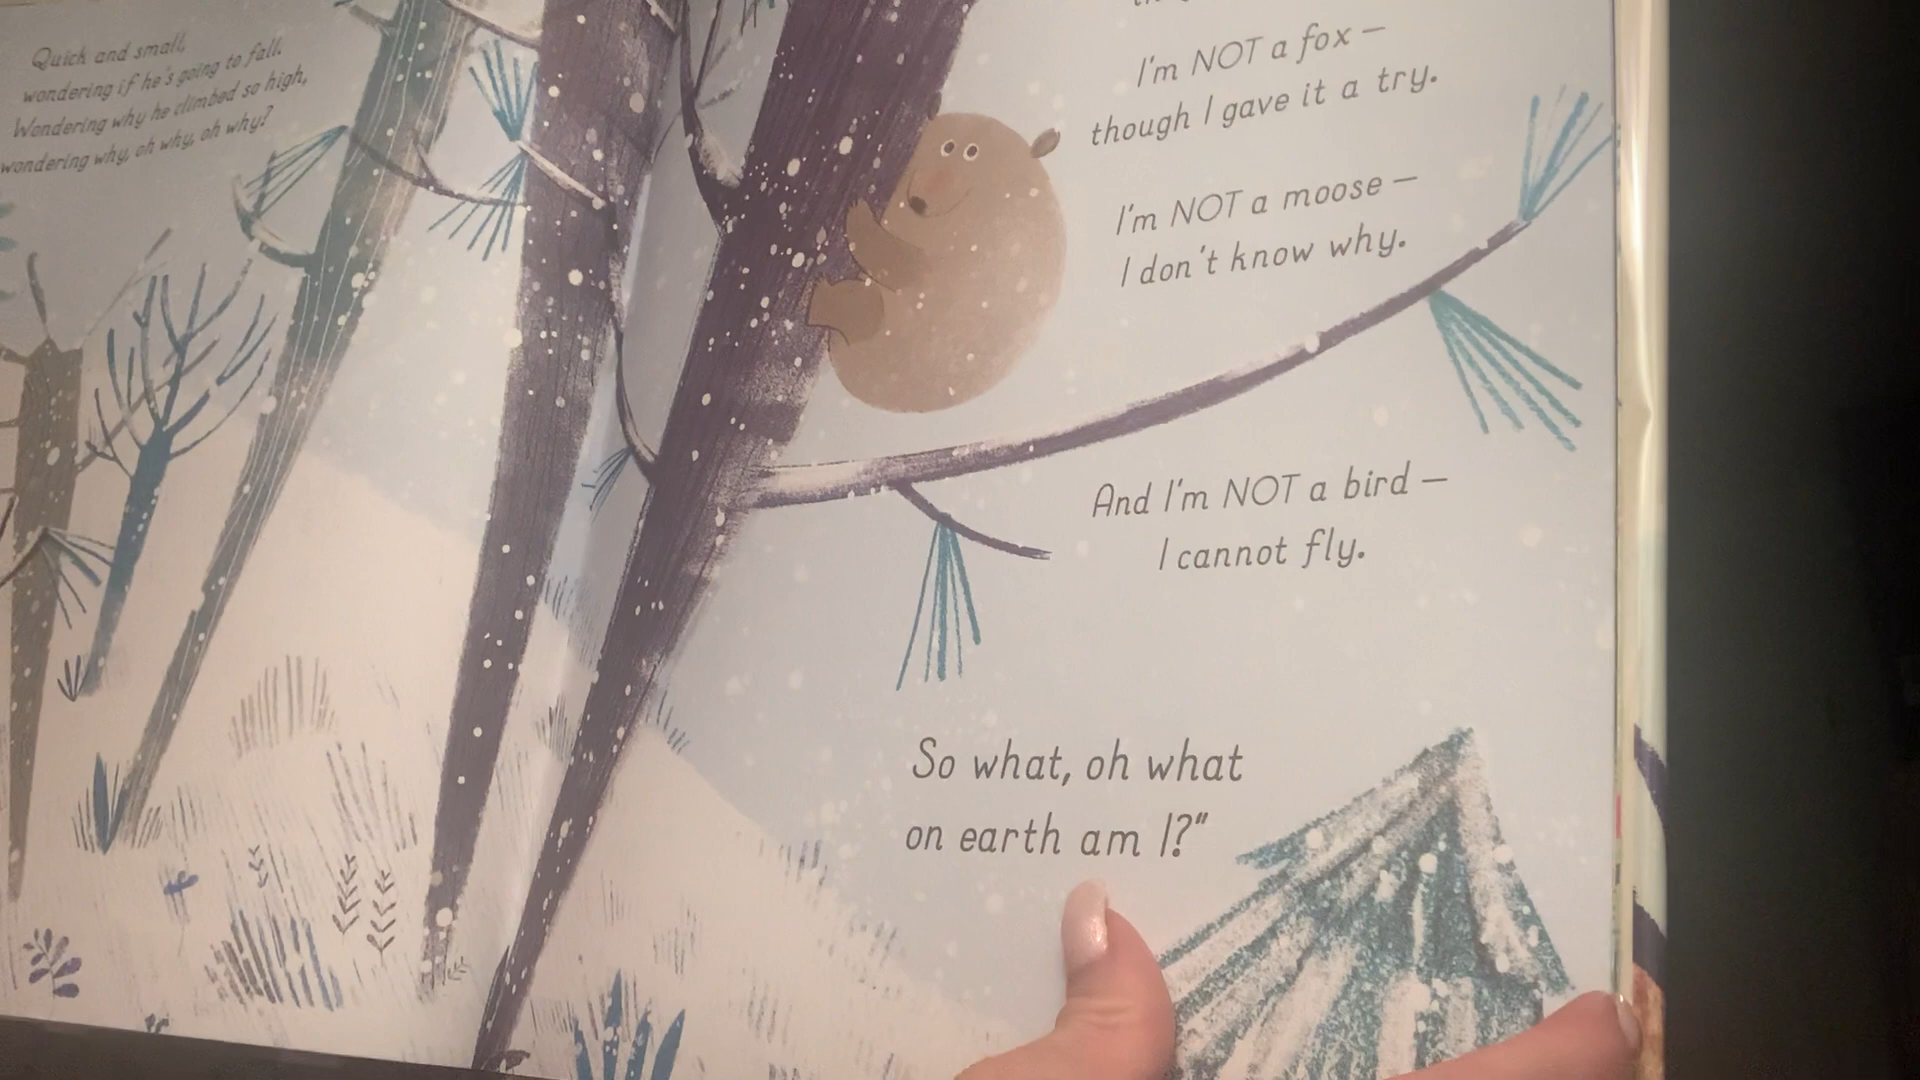 Quick and small,
wondering if he's going to fall.
Wondering why he climbed so high,
wondering why, oh why, oh why?
I'm NOT a fox –
though I gave it a try.
I'm NOT a moose –
I don't know why.
And I'm NOT a bird –
I cannot fly.
So what, oh what
on earth am I?"